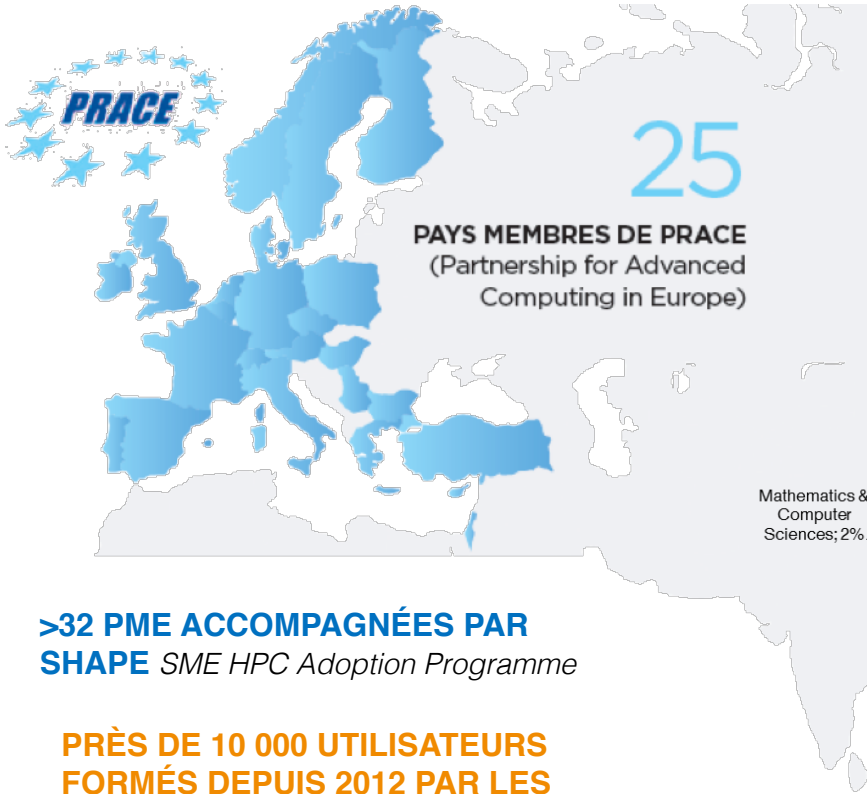 PRACE
25
PAYS MEMBRES DE PRACE
(Partnership for Advanced
Computing in Europe)
Mathematics &
Computer
Sciences; 2%
>32 PME ACCOMPAGNÉES PAR
SHAPE SME HPC Adoption Programme
PRÈS DE 10 000 UTILISATEURS
FORMÉS DEPUIS 2012 PAR LES